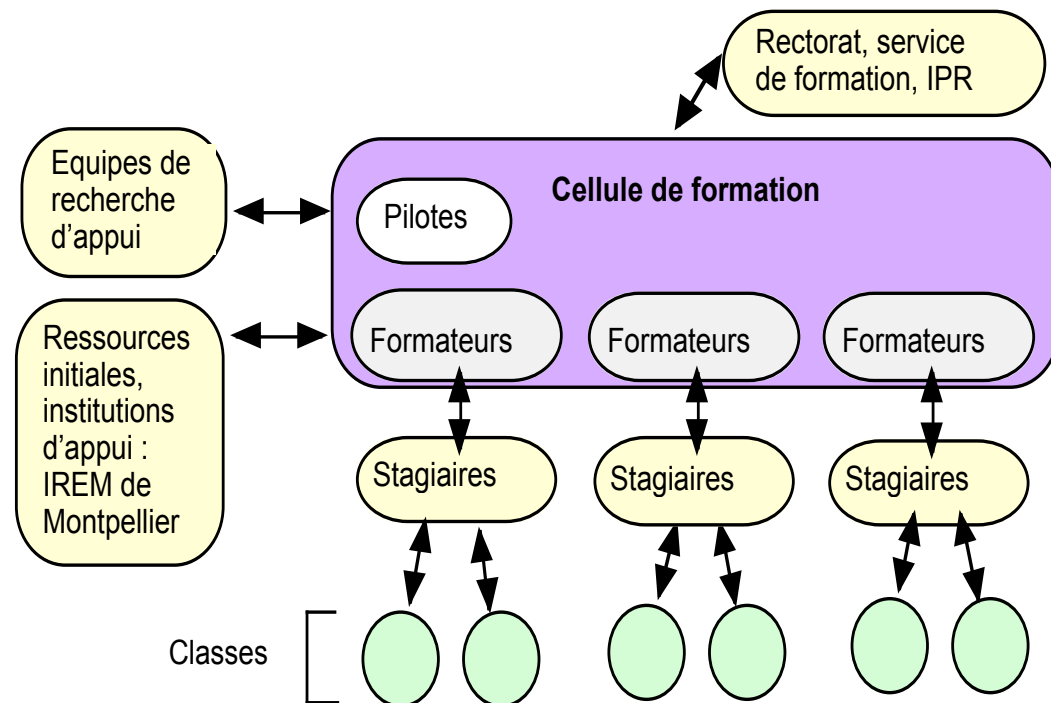 Rectorat, service
de formation, IPR
Equipes de
recherche
d'appui
Cellule de formation
Pilotes
Ressources
initiales,
institutions
d'appui :
IREM de
Montpellier
Formateurs
Formateurs
Formateurs
Stagiaires
Stagiaires
Stagiaires
Classes